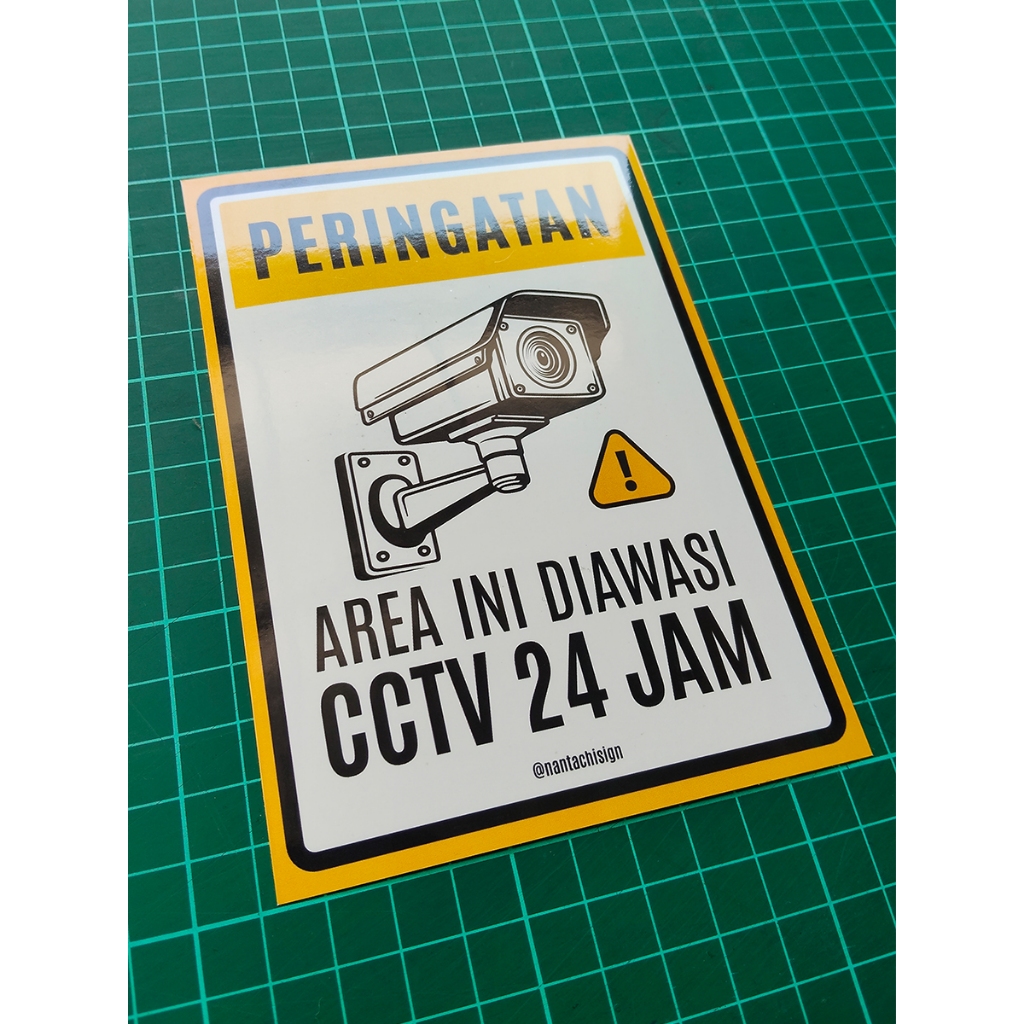 PERINGATAN
!
AREA INI DIAWASI
CCTV 24 JAM
@nantachisign